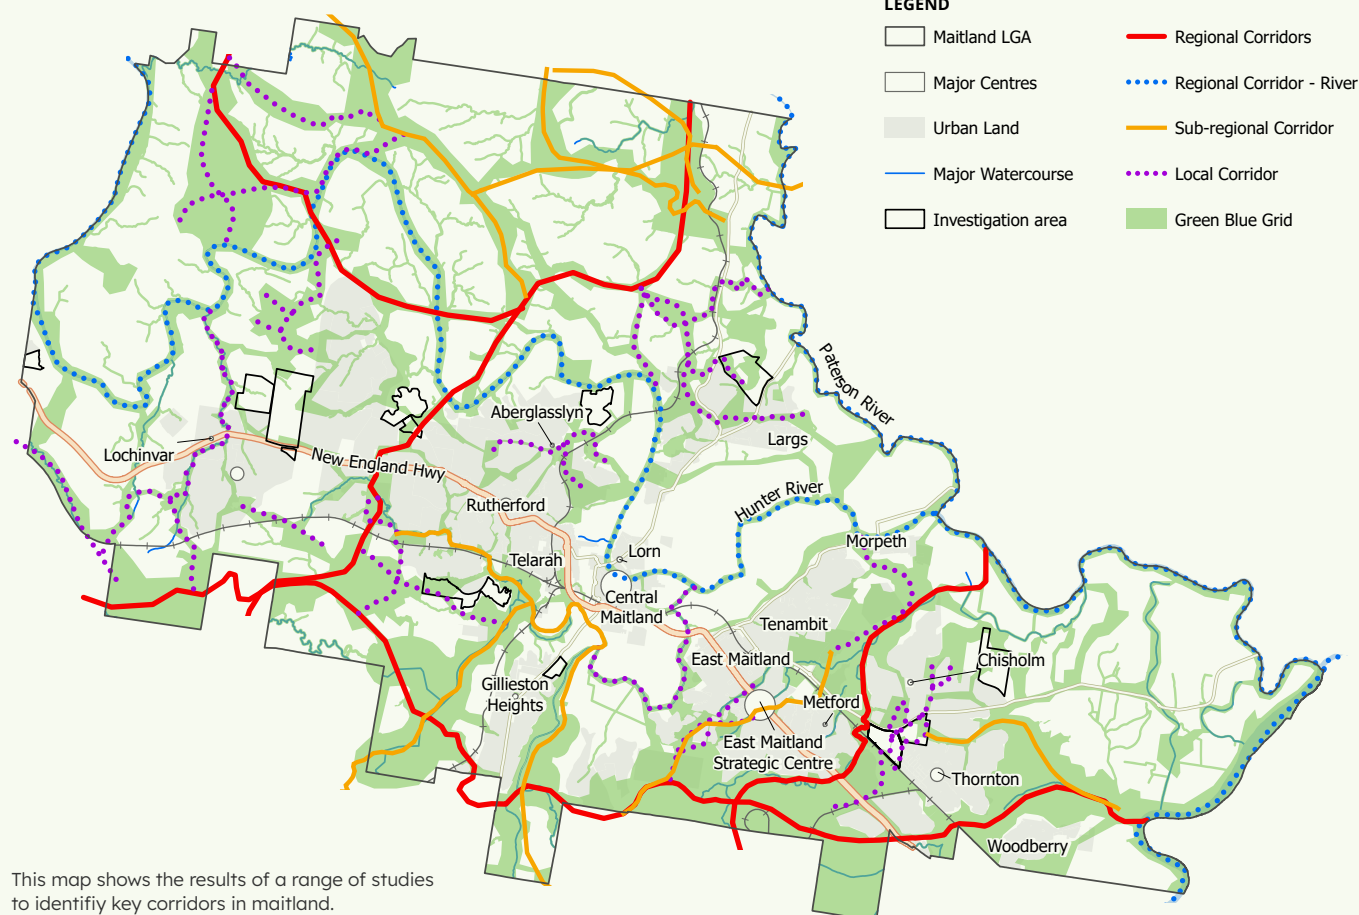 LEGEND
Maitland LGA
Regional Corridors
Major Centres
Regional Corridor - River
Urban Land
Sub-regional Corridor
Major Watercourse
Local Corridor
Investigation area
Green Blue Grid
Paterson River
Aberglasslyn
Largs
Lochinvar
New England Hwy
Hunter River
Rutherford
Morpeth
Lorn
Telarah
Central
Maitland
Tenambit
East Maitland
Chisholm
Gillieston
Heights
Metford
East Maitland
Strategic Centre
Thornton
Woodberry
This map shows the results of a range of studies
to identifiy key corridors in maitland.